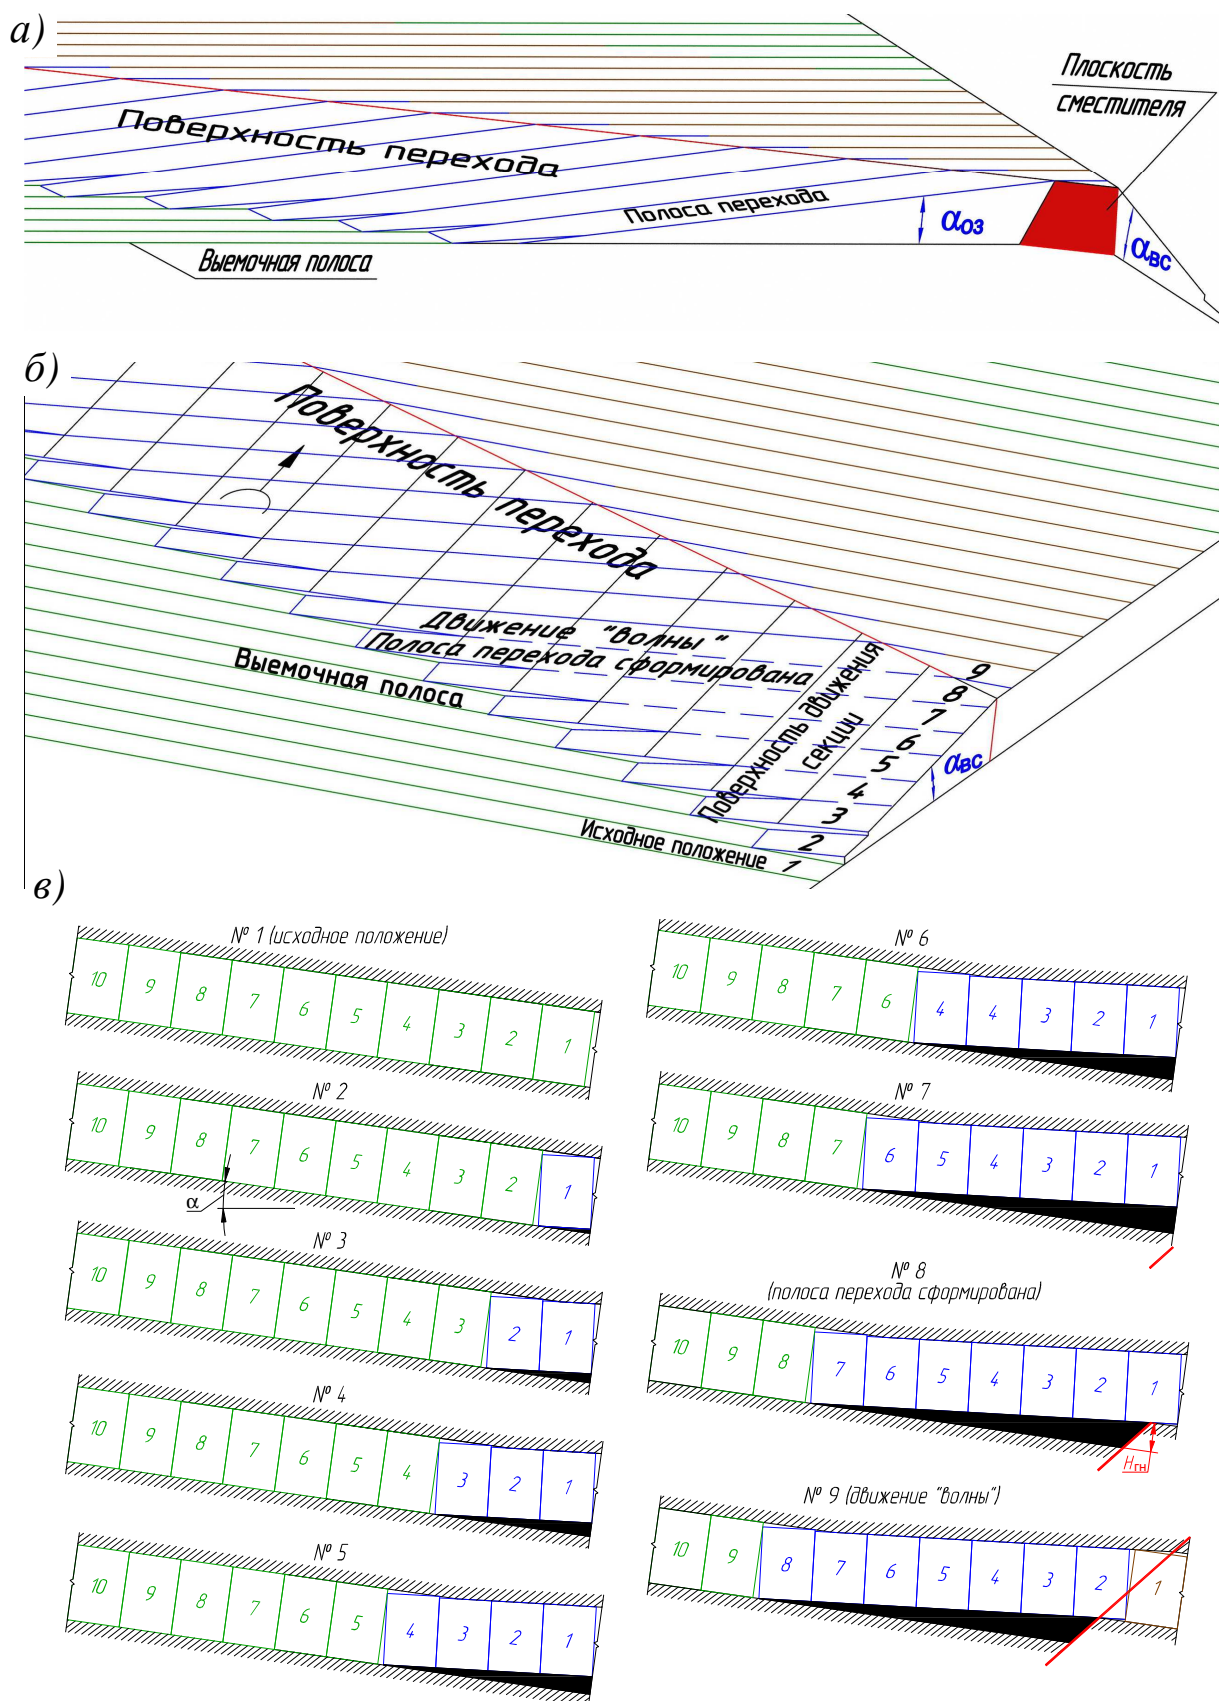 а)
Плоскость
сместителя
Поверхность перехода
Полоса перехода
αОЗ
αВС
Выемочная полоса
б)
Поверхность перехода
Движение "волны"
Полоса перехода сформирована
Выемочная полоса
Поверхность движения
секции
9
8
7
6
5
4
3
2
1
αВС
Исходное положение
в)
№ 1 (исходное положение)
10 9 8 7 6 5 4 3 2 1
№ 2
10 9 8 7 6 5 4 3 2 1
α
№ 3
10 9 8 7 6 5 4 3 2 1
№ 4
10 9 8 7 6 5 4 3 2 1
№ 5
10 9 8 7 6 5 4 3 2 1
№ 6
10 9 8 7 6 4 4 3 2 1
№ 7
10 9 8 7 6 5 4 3 2 1
№ 8
(полоса перехода сформирована)
10 9 8 7 6 5 4 3 2 1
Hгн
№ 9 (движение "волны")
10 9 8 7 6 5 4 3 2 1